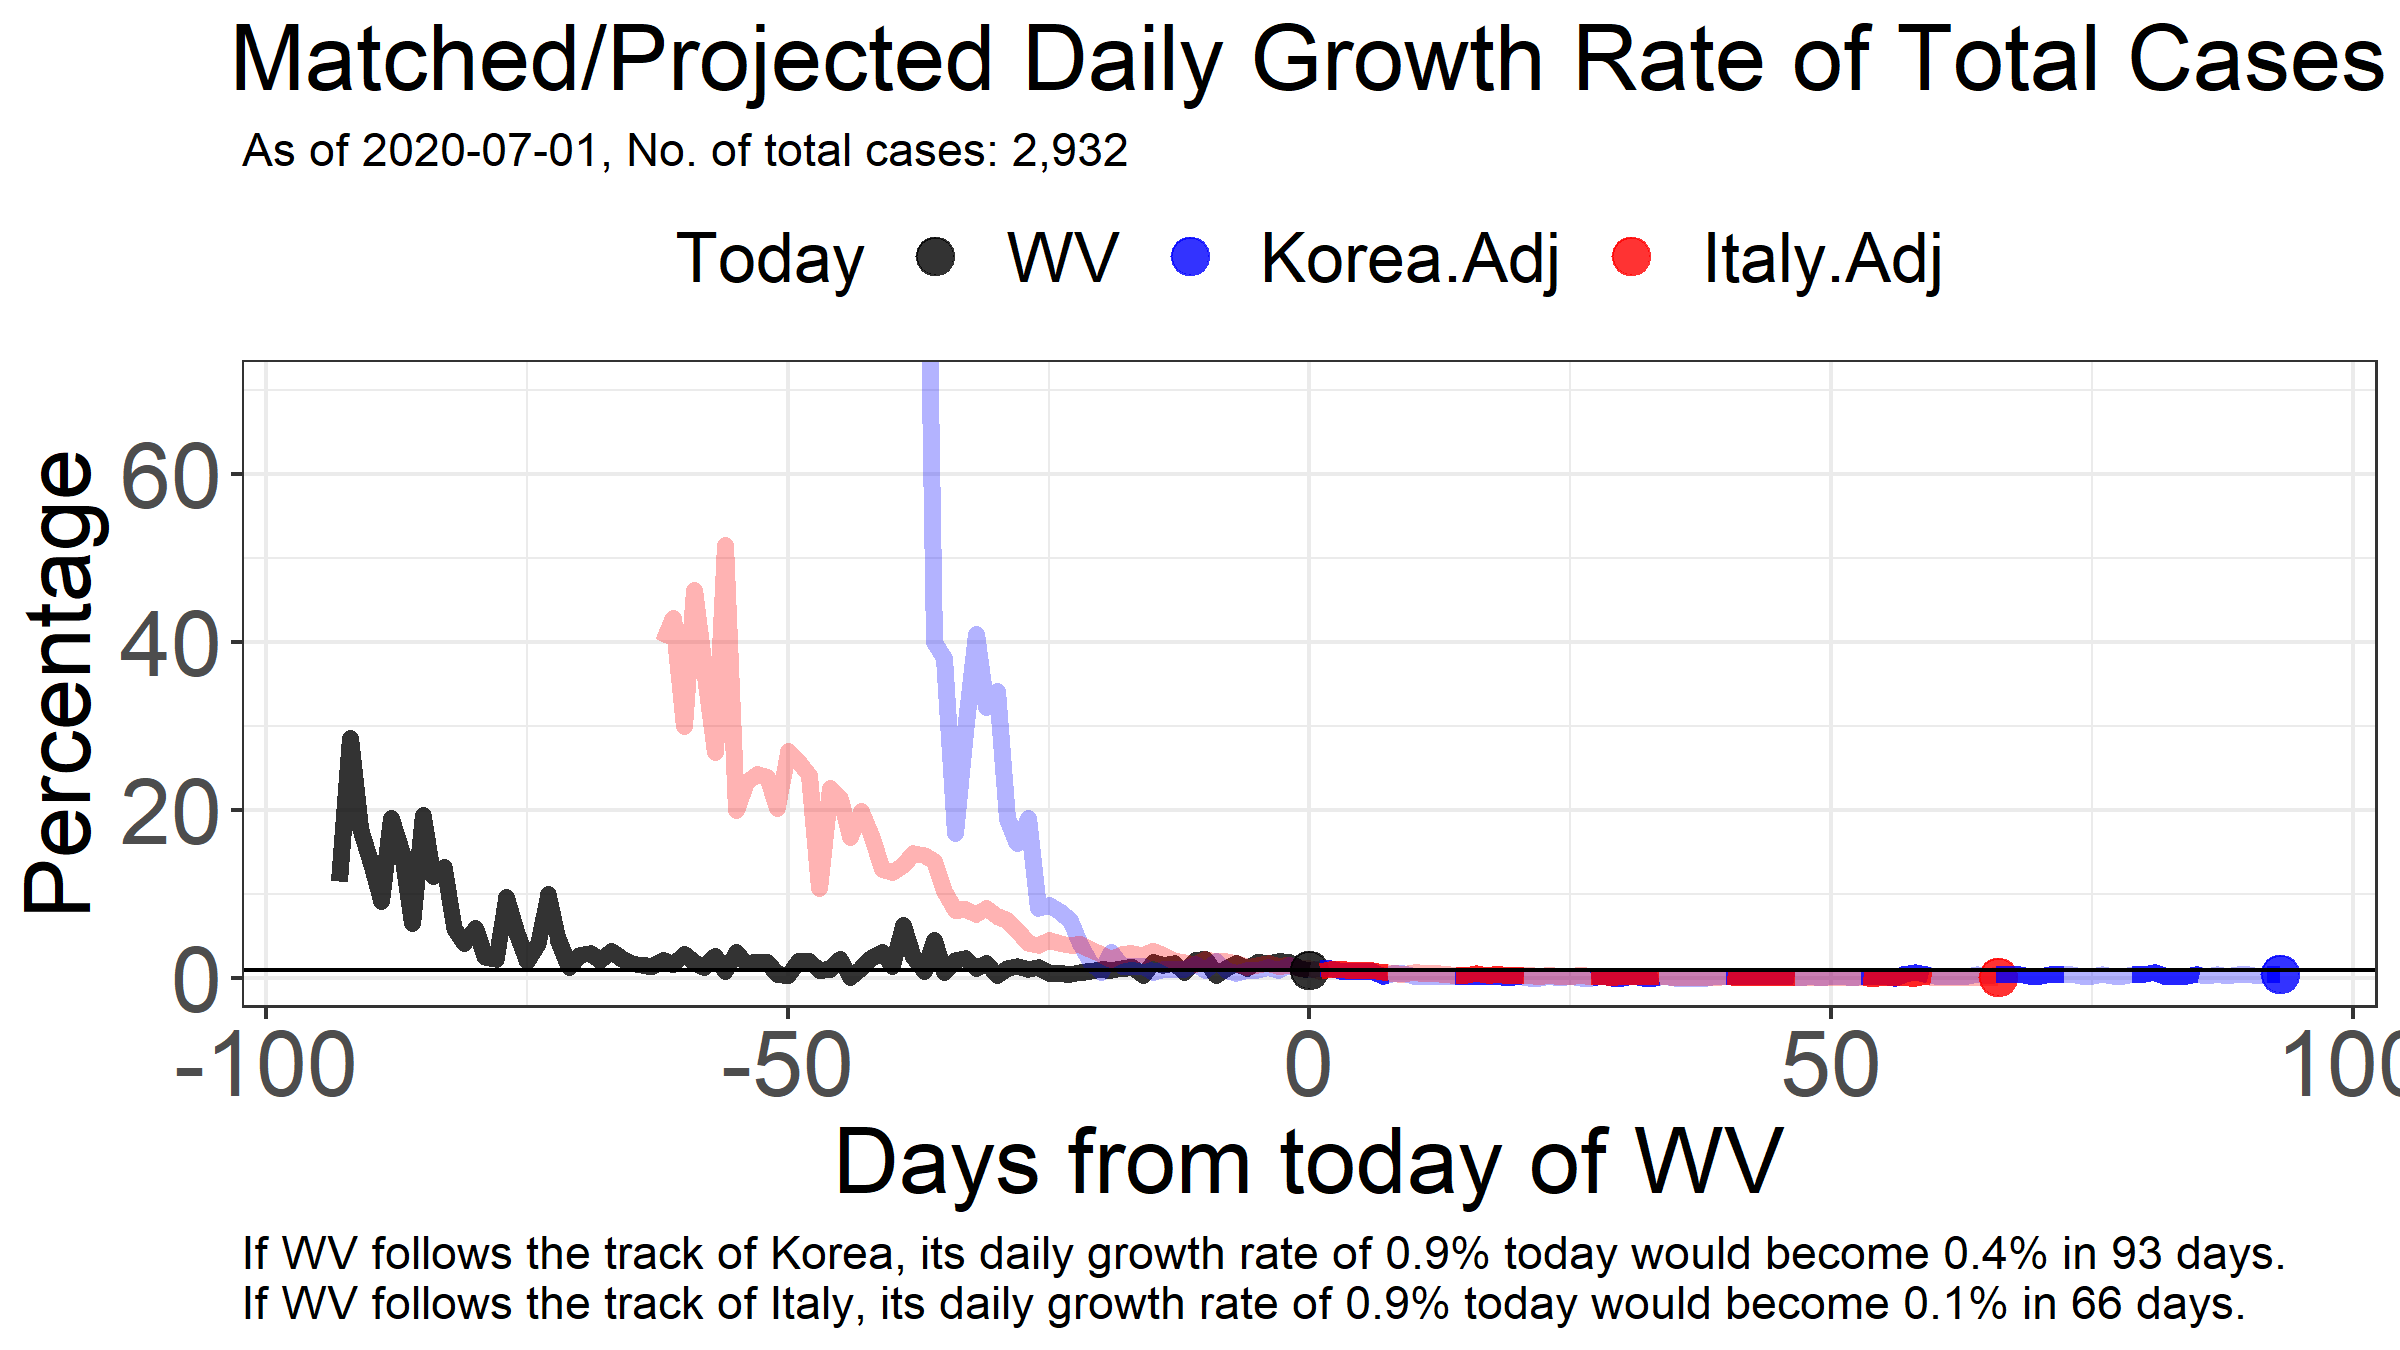 Matched/Projected Daily Growth Rate of Total Cases
As of 2020-07-01, No. of total cases: 2,932
Today WV Korea.Adj Italy.Adj
Percentage
60
40
20
0
-100 -50 0 50 100
Days from today of WV
If WV follows the track of Korea, its daily growth rate of 0.9% today would become 0.4% in 93 days.
If WV follows the track of Italy, its daily growth rate of 0.9% today would become 0.1% in 66 days.